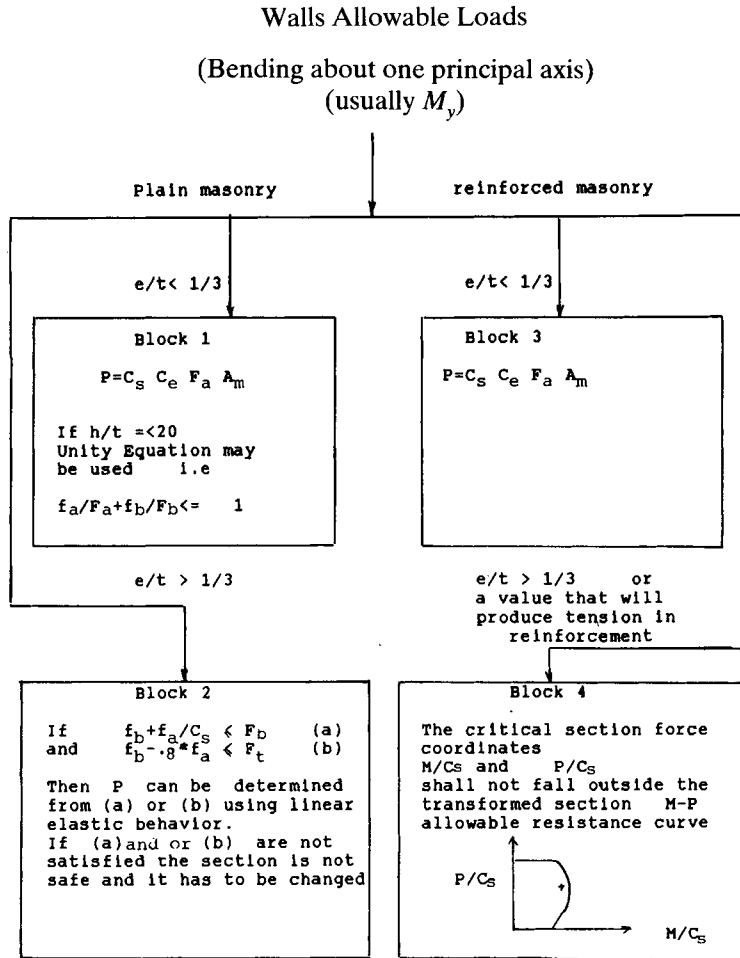 Walls Allowable Loads
(Bending about one principal axis)
(usually M_y)
Plain masonry
reinforced masonry
e/t< 1/3
e/t< 1/3
Block 1
P=C_s C_e F_a A_m
If h/t =<20
Unity Equation may
be used i.e
f_a/F_a+f_b/F_b<= 1
Block 3
P=C_s C_e F_a A_m
e/t > 1/3
e/t > 1/3 or
a value that will
produce tension in
reinforcement
Block 2
If f_b+f_a/C_s ≤ F_b (a)
and f_b-.8*f_a ≤ F_t (b)
Then P can be determined
from (a) or (b) using linear
elastic behavior.
If (a)and or (b) are not
satisfied the section is not
safe and it has to be changed
Block 4
The critical section force
coordinates
M/Cs and P/Cs
shall not fall outside the
transformed section M-P
allowable resistance curve
P/C_s
M/C_s